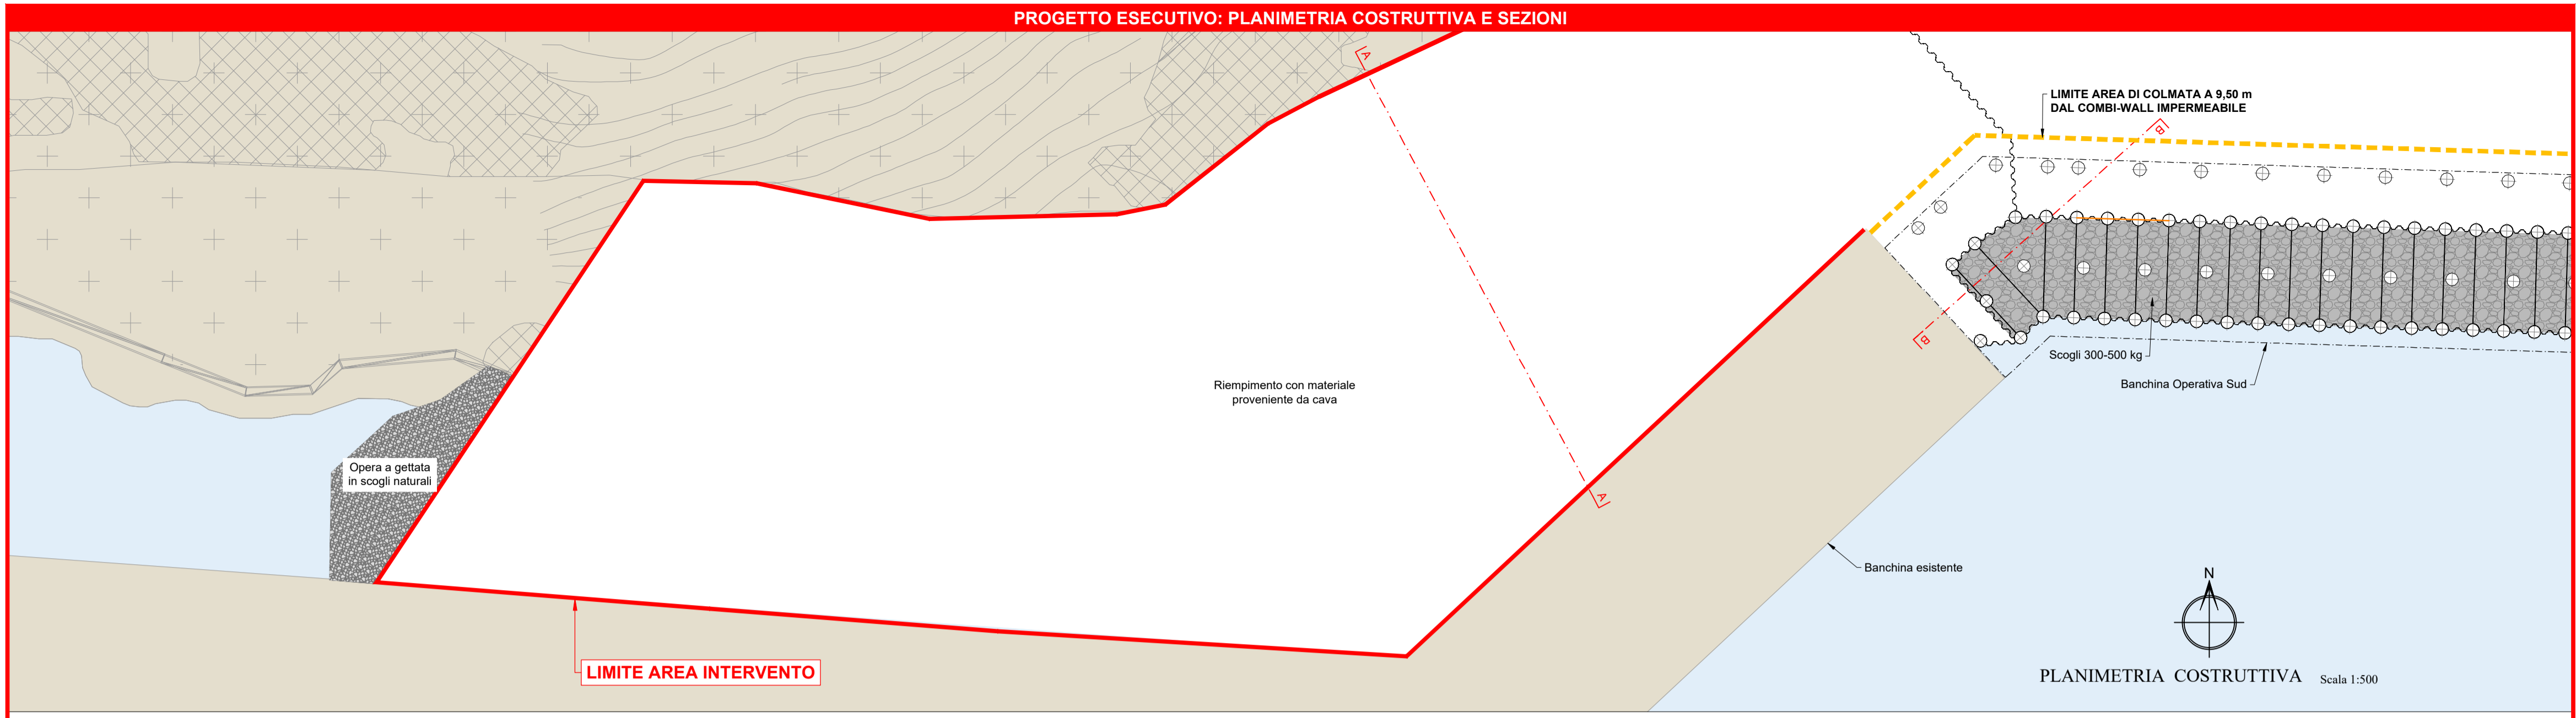 PROGETTO ESECUTIVO: PLANIMETRIA COSTRUTTIVA E SEZIONI
A
LIMITE AREA DI COLMATA A 9,50 m
DAL COMBI-WALL IMPERMEABILE
B
B
Scogli 300-500 kg
Banchina Operativa Sud
Riempimento con materiale
proveniente da cava
Opera a gettata
in scogli naturali
A
Banchina esistente
N
LIMITE AREA INTERVENTO
PLANIMETRIA COSTRUTTIVA Scala 1:500